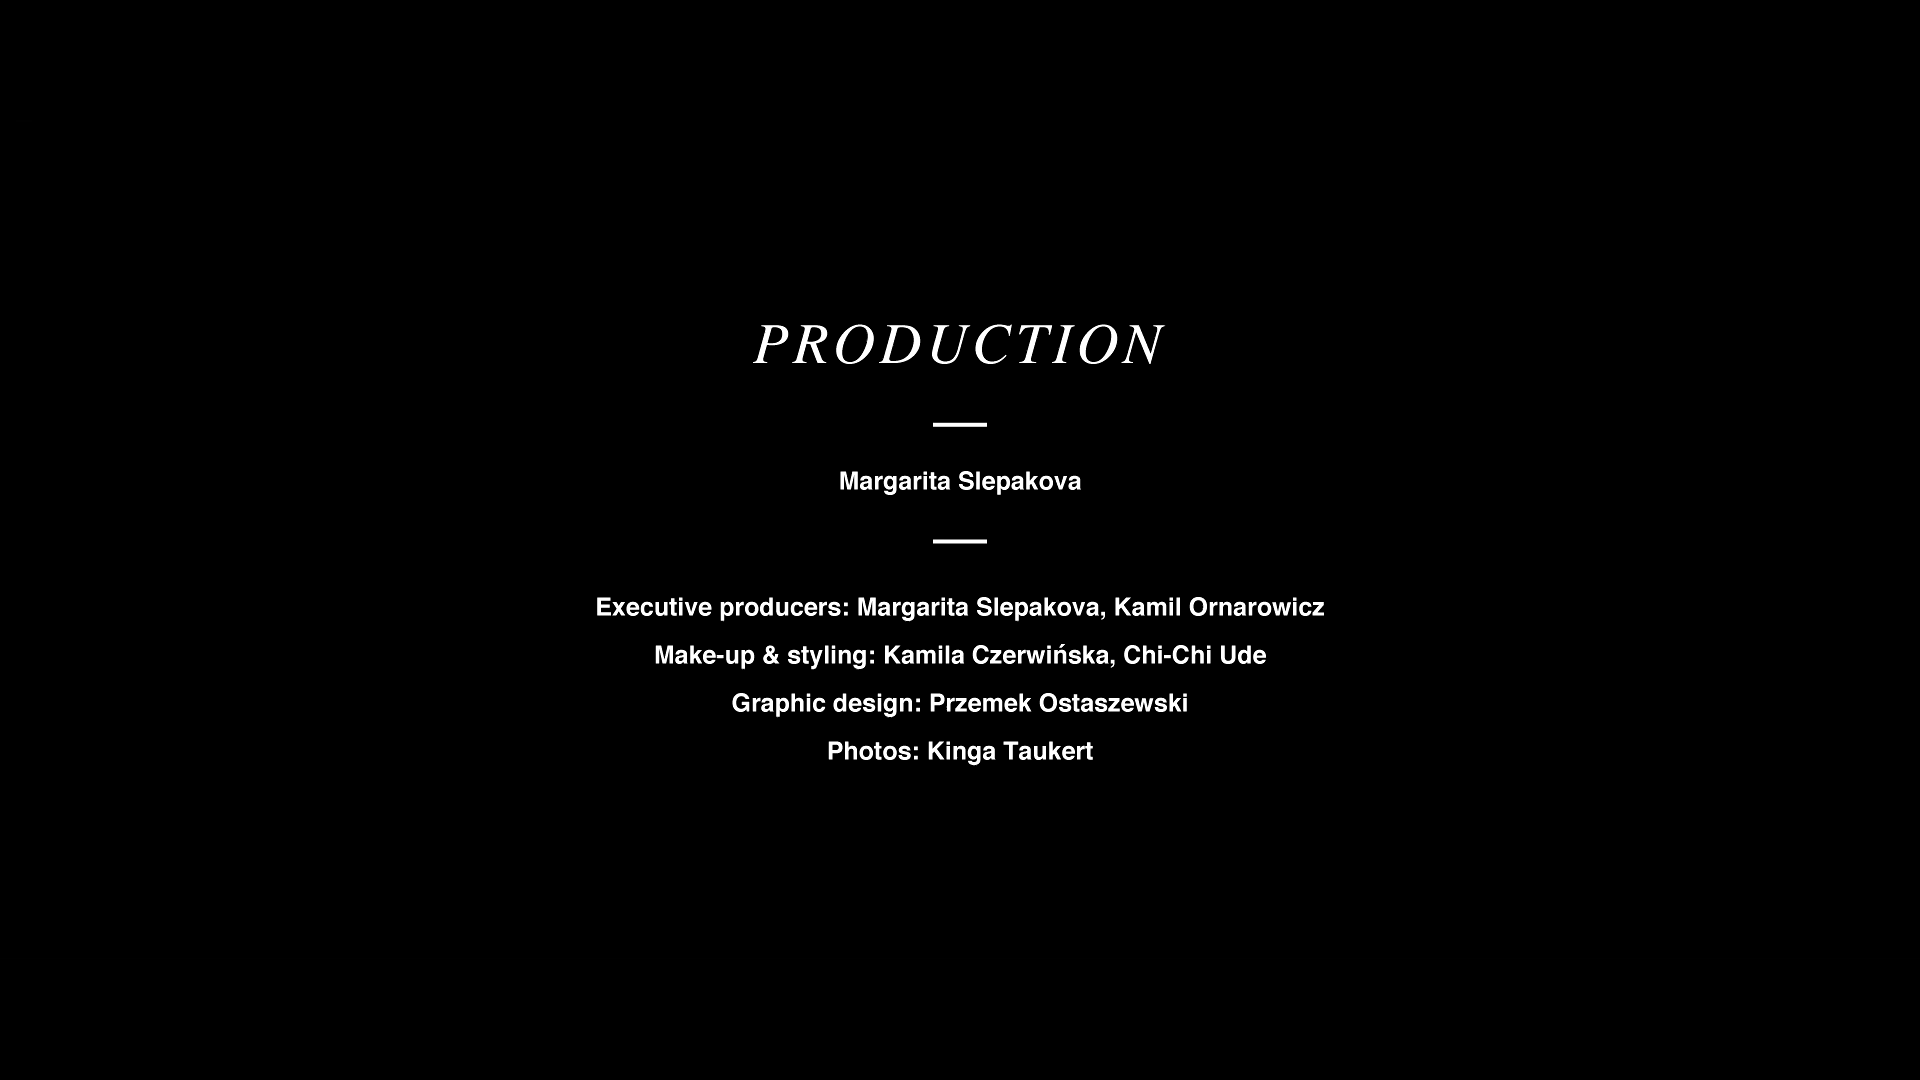 PRODUCTION
Margarita Slepakova
Executive producers: Margarita Slepakova, Kamil Ornarowicz
Make-up & styling: Kamila Czerwińska, Chi-Chi Ude
Graphic design: Przemek Ostaszewski
Photos: Kinga Taukert